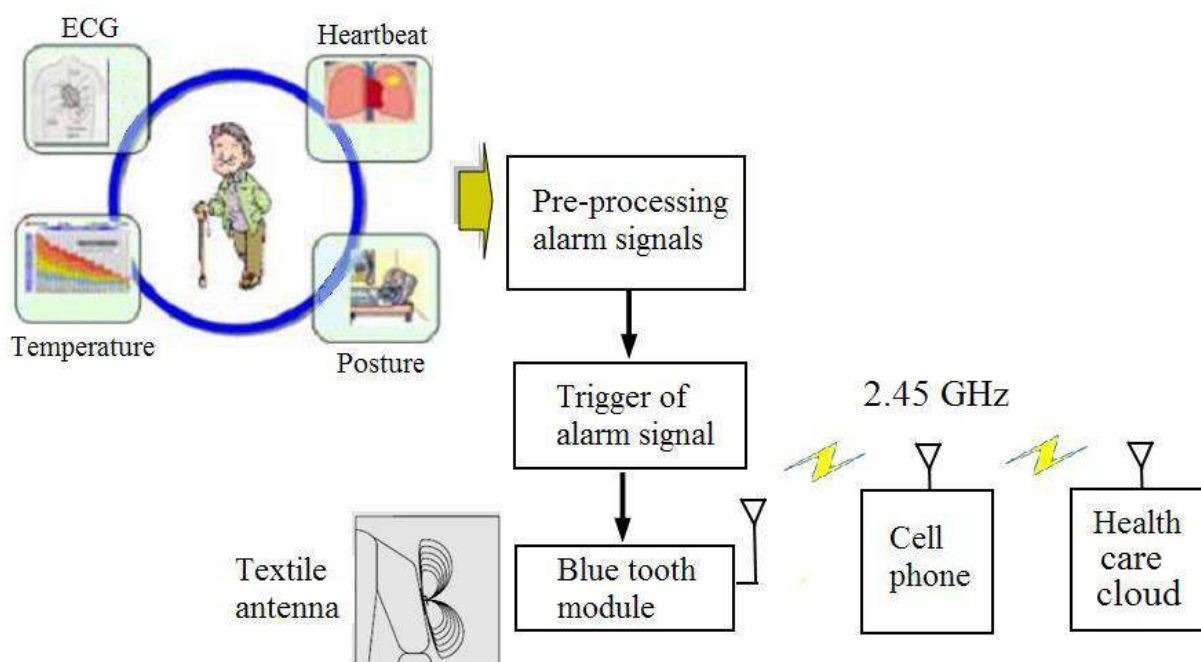 ECG
Heartbeat
Temperature
Posture
Pre-processing
alarm signals
Trigger of
alarm signal
2.45 GHz
Textile
antenna
Blue tooth
module
Cell
phone
Health
care
cloud